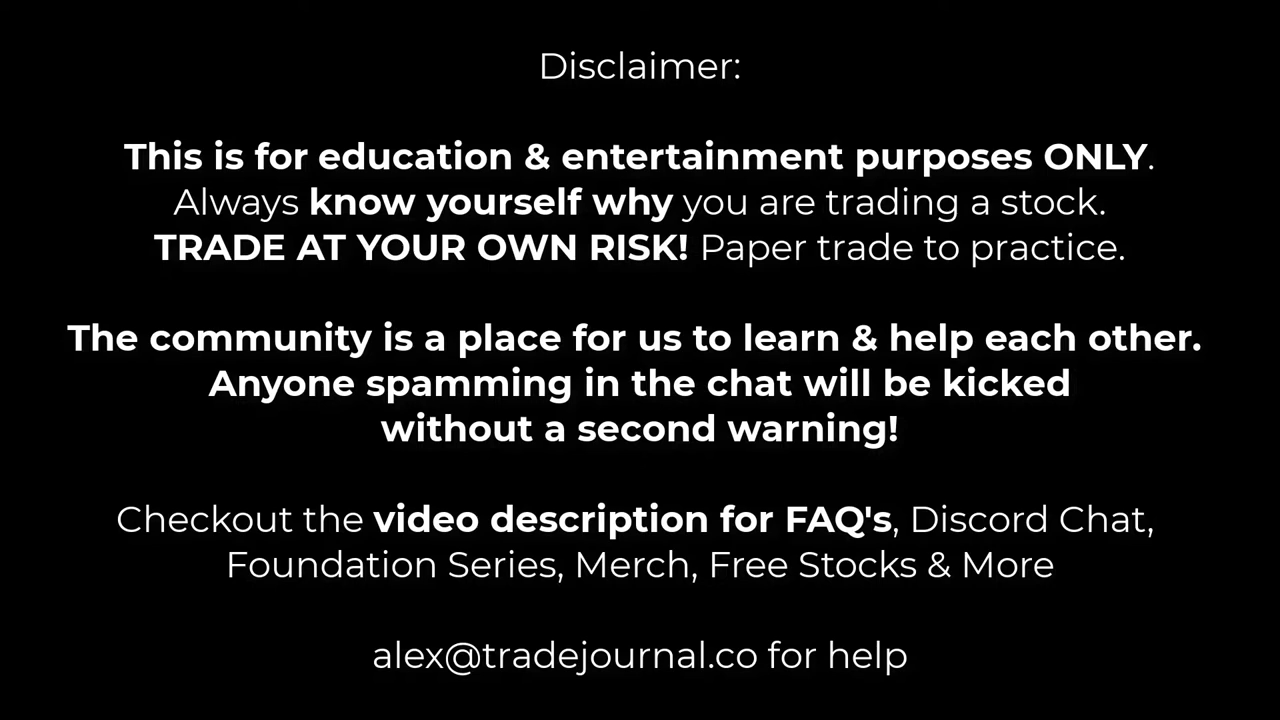 Disclaimer:
This is for education & entertainment purposes ONLY.
Always know yourself why you are trading a stock.
TRADE AT YOUR OWN RISK! Paper trade to practice.
The community is a place for us to learn & help each other.
Anyone spamming in the chat will be kicked
without a second warning!
Checkout the video description for FAQ's, Discord Chat,
Foundation Series, Merch, Free Stocks & More
alex@tradejournal.co for help